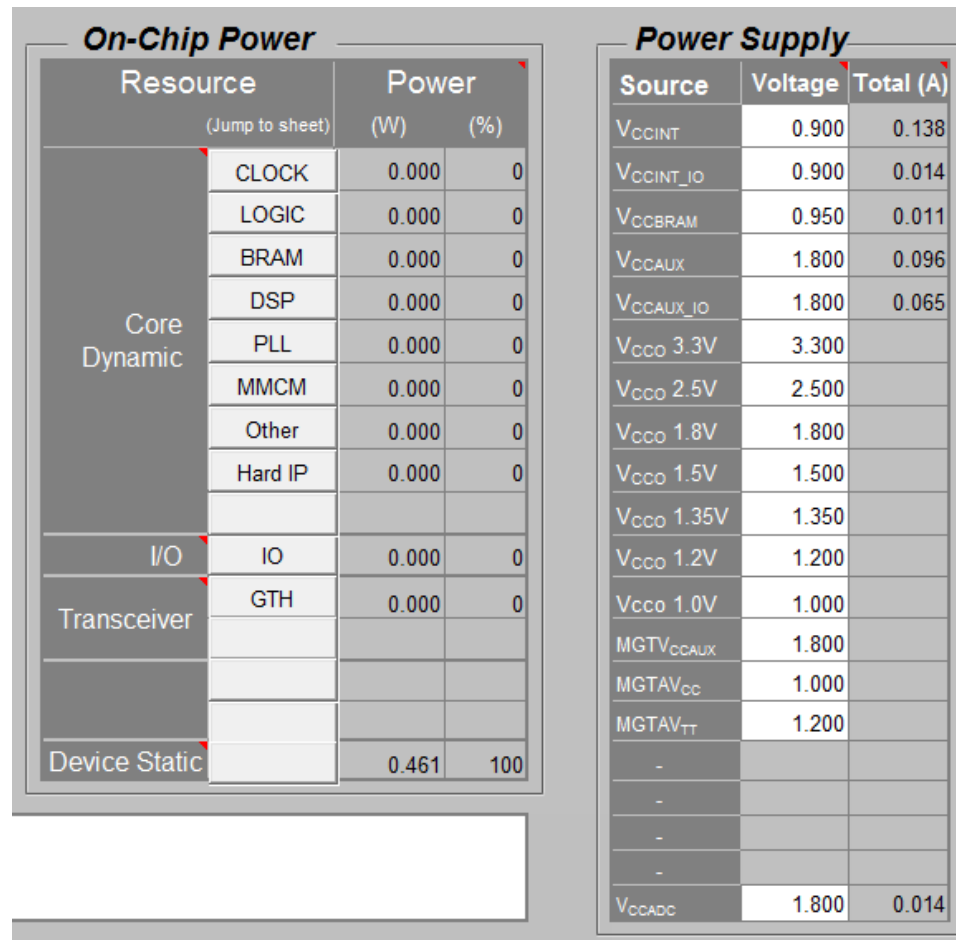 On-Chip Power
Resource Power
(Jump to sheet) (W) (%)
Core Dynamic
CLOCK 0.000 0
LOGIC 0.000 0
BRAM 0.000 0
DSP 0.000 0
PLL 0.000 0
MMCM 0.000 0
Other 0.000 0
Hard IP 0.000 0
I/O IO 0.000 0
Transceiver GTH 0.000 0
Device Static 0.461 100
Power Supply
Source Voltage Total (A)
VCCINT 0.900 0.138
VCCINT_IO 0.900 0.014
VCCBRAM 0.950 0.011
VCCAUX 1.800 0.096
VCCAUX_IO 1.800 0.065
VCCO 3.3V 3.300
VCCO 2.5V 2.500
VCCO 1.8V 1.800
VCCO 1.5V 1.500
VCCO 1.35V 1.350
VCCO 1.2V 1.200
Vcco 1.0V 1.000
MGTVCCAUX 1.800
MGTAVCC 1.000
MGTAVTT 1.200
-
-
-
-
VCCADC 1.800 0.014